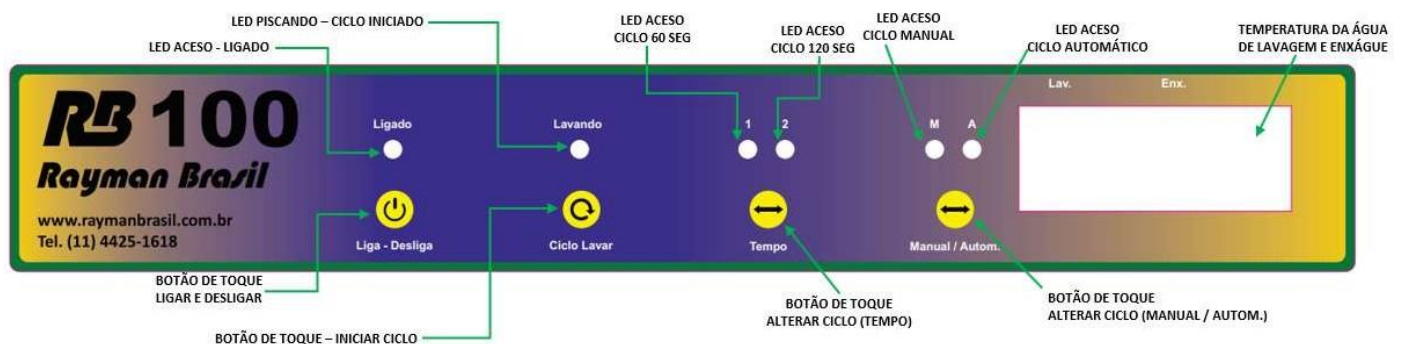 LED PISCANDO – CICLO INICIADO
LED ACESO - LIGADO
LED ACESO
CICLO 60 SEG
LED ACESO
CICLO 120 SEG
LED ACESO
CICLO MANUAL
LED ACESO
CICLO AUTOMÁTICO
TEMPERATURA DA ÁGUA
DE LAVAGEM E ENXÁGUE
RB 100
Rayman Brasil
www.raymanbrasil.com.br
Tel. (11) 4425-1618
Ligado
Liga - Desliga
Lavando
Ciclo Lavar
1 2
Tempo
M A
Manual / Autom.
Lav. Enx.
BOTÃO DE TOQUE
LIGAR E DESLIGAR
BOTÃO DE TOQUE – INICIAR CICLO
BOTÃO DE TOQUE
ALTERAR CICLO (TEMPO)
BOTÃO DE TOQUE
ALTERAR CICLO (MANUAL / AUTOM.)